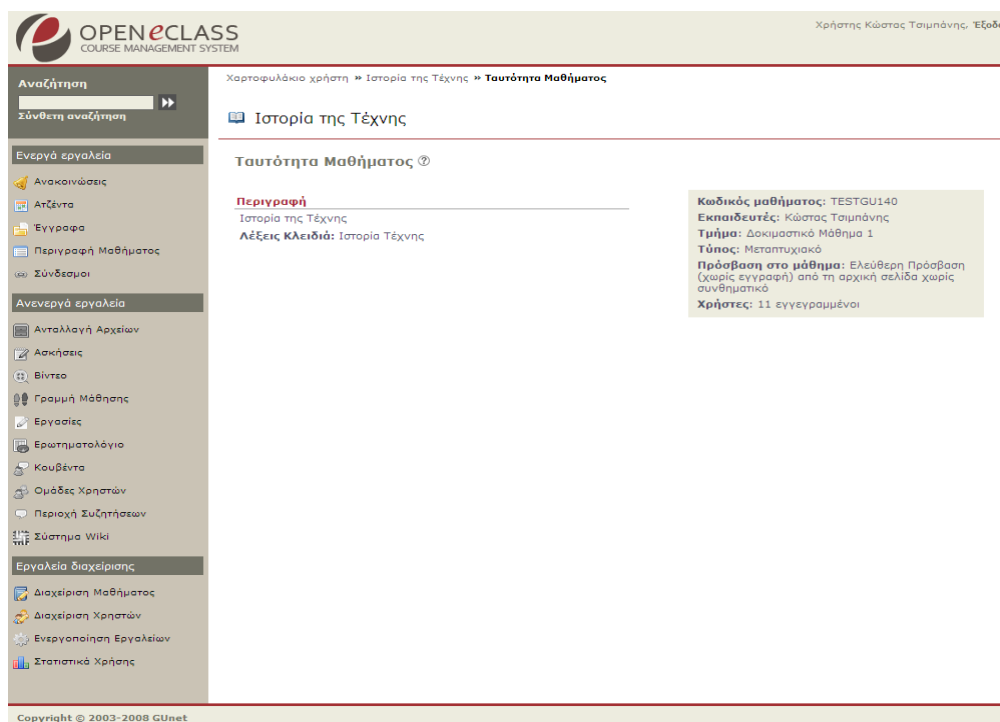 OPEN eCLASS
COURSE MANAGEMENT SYSTEM
Χρήστης Κώστας Τσιμπάνης, Έξοδο
Αναζήτηση
Σύνθετη αναζήτηση
Χαρτοφυλάκιο χρήστη » Ιστορία της Τέχνης » Ταυτότητα Μαθήματος
Ιστορία της Τέχνης
Ενεργά εργαλεία
Ανακοινώσεις
Ατζέντα
Έγγραφα
Περιγραφή Μαθήματος
Σύνδεσμοι
Ανενεργά εργαλεία
Ανταλλαγή Αρχείων
Ασκήσεις
Βίντεο
Γραμμή Μάθησης
Εργασίες
Ερωτηματολόγιο
Κουβέντα
Ομάδες Χρηστών
Περιοχή Συζητήσεων
Σύστημα Wiki
Εργαλεία διαχείρισης
Διαχείριση Μαθήματος
Διαχείριση Χρηστών
Ενεργοποίηση Εργαλείων
Στατιστικά Χρήσης
Ταυτότητα Μαθήματος
Περιγραφή
Ιστορία της Τέχνης
Λέξεις Κλειδιά: Ιστορία Τέχνης
Κωδικός μαθήματος: TESTGU140
Εκπαιδευτές: Κώστας Τσιμπάνης
Τμήμα: Δοκιμαστικό Μάθημα 1
Τύπος: Μεταπτυχιακό
Πρόσβαση στο μάθημα: Ελεύθερη Πρόσβαση
(χωρίς εγγραφή) από τη αρχική σελίδα χωρίς
συνθηματικό
Χρήστες: 11 εγγεγραμμένοι
Copyright © 2003-2008 GUnet